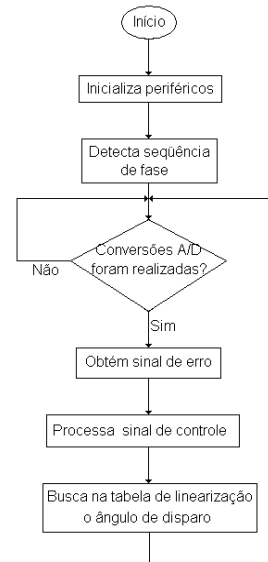 Início
Inicializa periféricos
Detecta seqüência
de fase
Conversões A/D
foram realizadas?
Não
Sim
Obtém sinal de erro
Processa sinal de controle
Busca na tabela de linearização
o ângulo de disparo